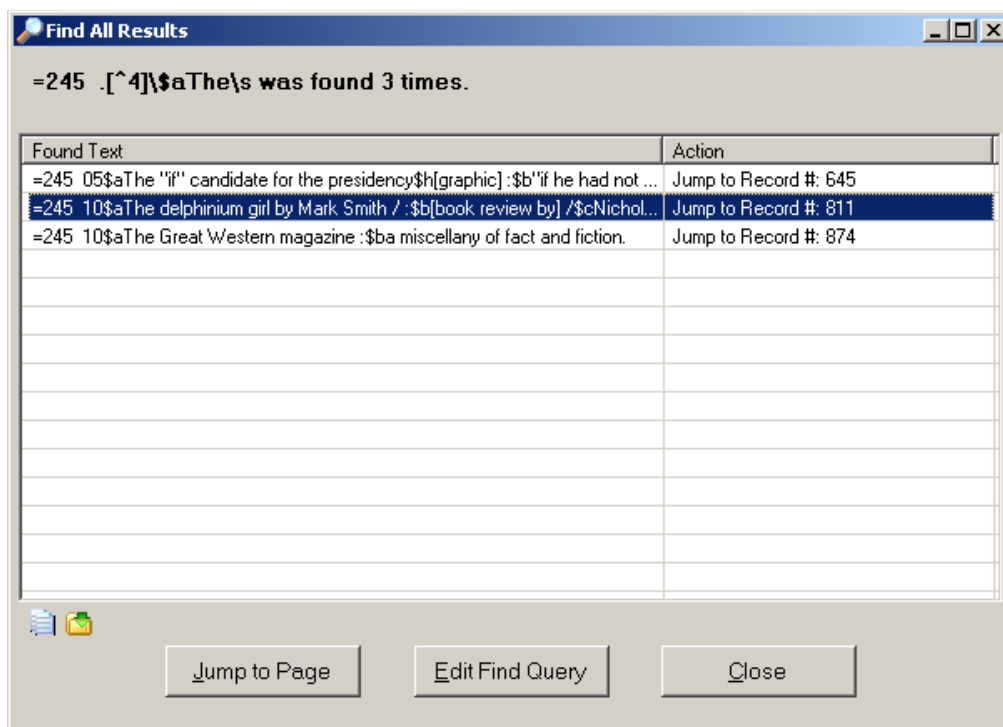 Find All Results
=245  .[^4]\$aThe\s was found 3 times.
Found Text Action
=245  05$aThe "if" candidate for the presidency$h[graphic] :$b"if he had not ... Jump to Record #: 645
=245  10$aThe delphinium girl by Mark Smith / :$b[book review by] /$cNichol... Jump to Record #: 811
=245  10$aThe Great Western magazine :$ba miscellany of fact and fiction. Jump to Record #: 874
Jump to Page Edit Find Query Close